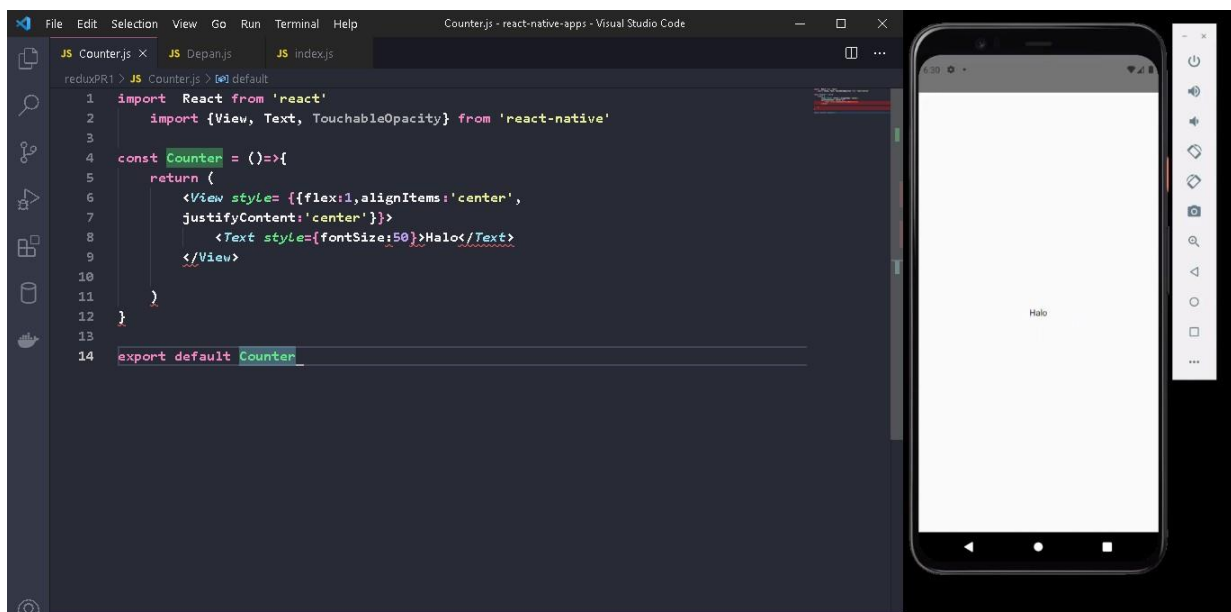 File Edit Selection View Go Run Terminal Help Counter.js - react-native-apps - Visual Studio Code
JS Counter.js × JS Depan.js JS index.js
reduxPR1 > JS Counter.js > default
1 import React from 'react'
2 import {View, Text, TouchableOpacity} from 'react-native'
3
4 const Counter = ()=>{
5 return (
6 <View style= {{flex:1,alignItems:'center',
7 justifyContent:'center'}}>
8 <Text style={fontSize:50}>Halo</Text>
9 </View>
10
11 )
12 }
13
14 export default Counter
6:30
Halo